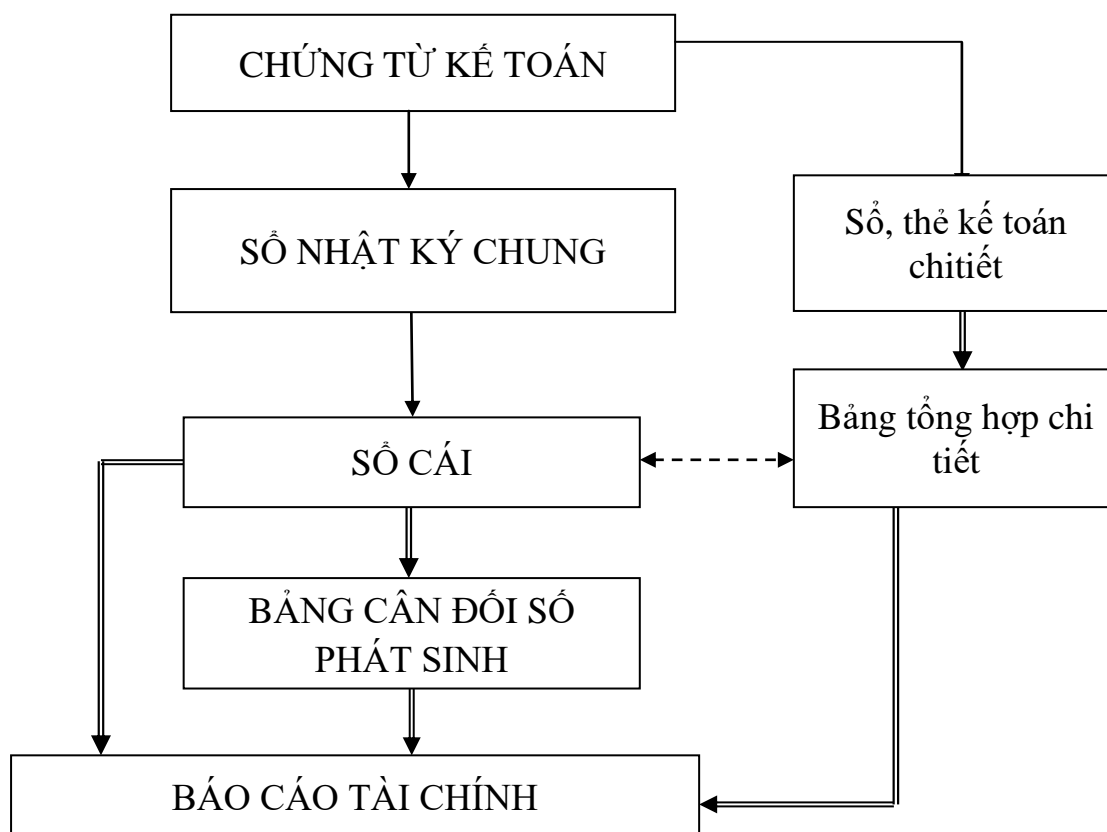 CHỨNG TỪ KẾ TOÁN
SỔ NHẬT KÝ CHUNG
Sổ, thẻ kế toán
chitiết
SỔ CÁI
Bảng tổng hợp chi
tiết
BẢNG CÂN ĐỐI SỐ
PHÁT SINH
BÁO CÁO TÀI CHÍNH